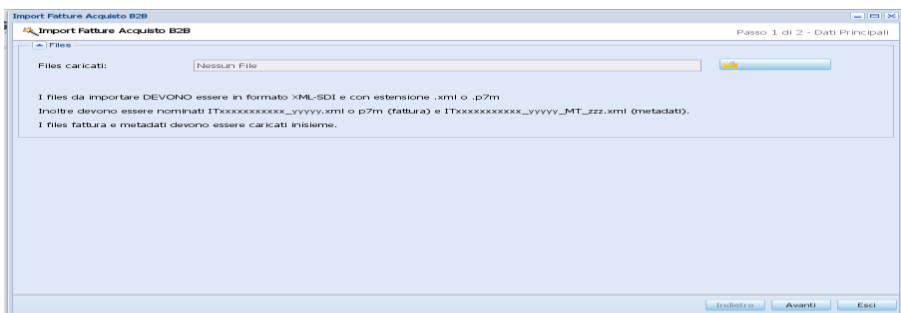 Import Fatture Acquisto B2B
Import Fatture Acquisto B2B
Passo 1 di 2 - Dati Principali
Files
Files caricati:
Nessun File
I files da importare DEVONO essere in formato XML-SDI e con estensione .xml o .p7m
Inoltre devono essere nominati ITxxxxxxxxxxx_yyyyy.xml o p7m (fattura) e ITxxxxxxxxxxx_yyyyy_MT_zzz.xml (metadati).
I files fattura e metadati devono essere caricati inisieme.
Indietro
Avanti
Esci